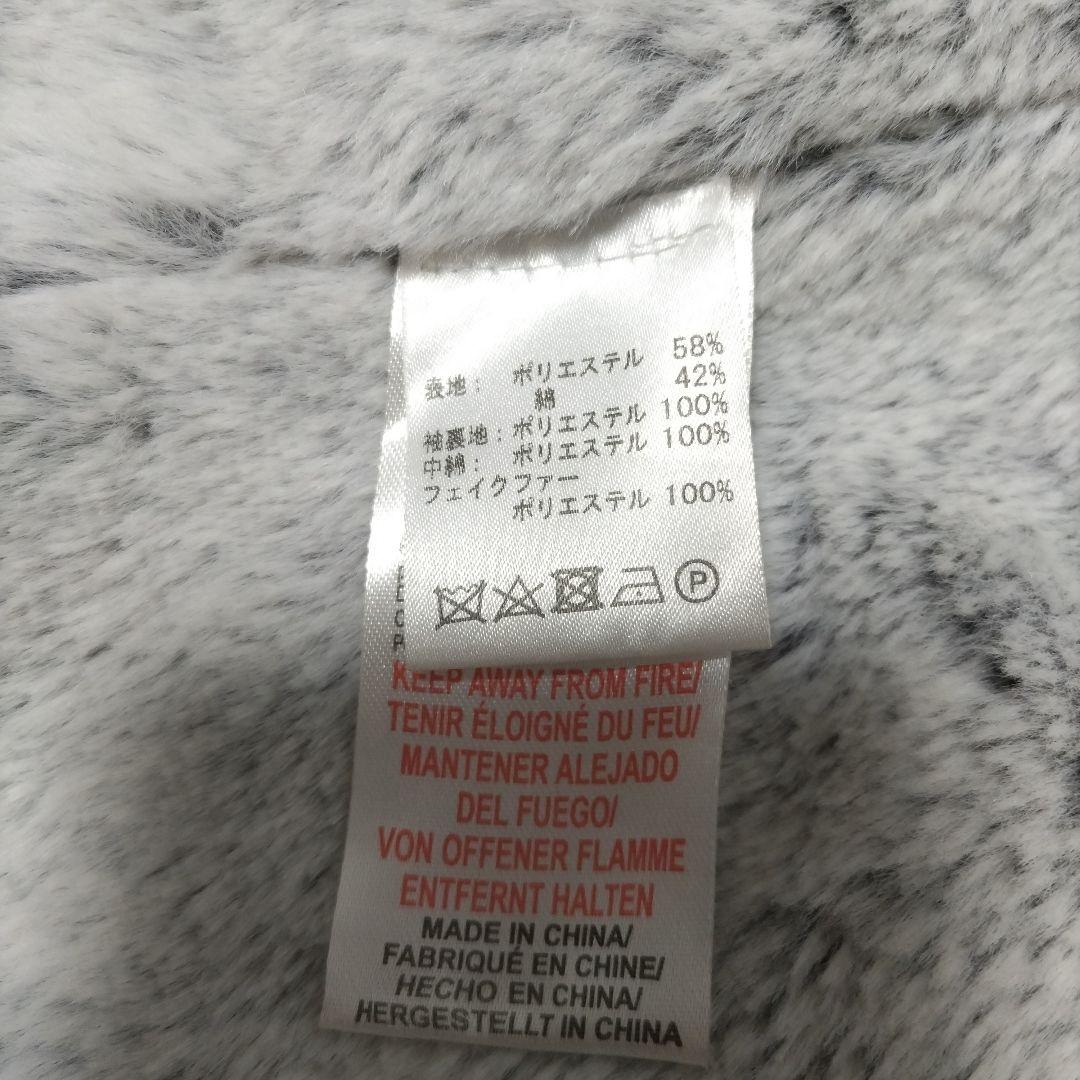 表地: ポリエステル 58%
綿 42%
袖裏地:ポリエステル 100%
中綿: ポリエステル 100%
フェイクファー
ポリエステル 100%
P
KEEP AWAY FROM FIRE/
TENIR ÉLOIGNÉ DU FEU/
MANTENER ALEJADO
DEL FUEGO/
VON OFFENER FLAMME
ENTFERNT HALTEN
MADE IN CHINA/
FABRIQUÉ EN CHINE/
HECHO EN CHINA/
HERGESTELLT IN CHINA